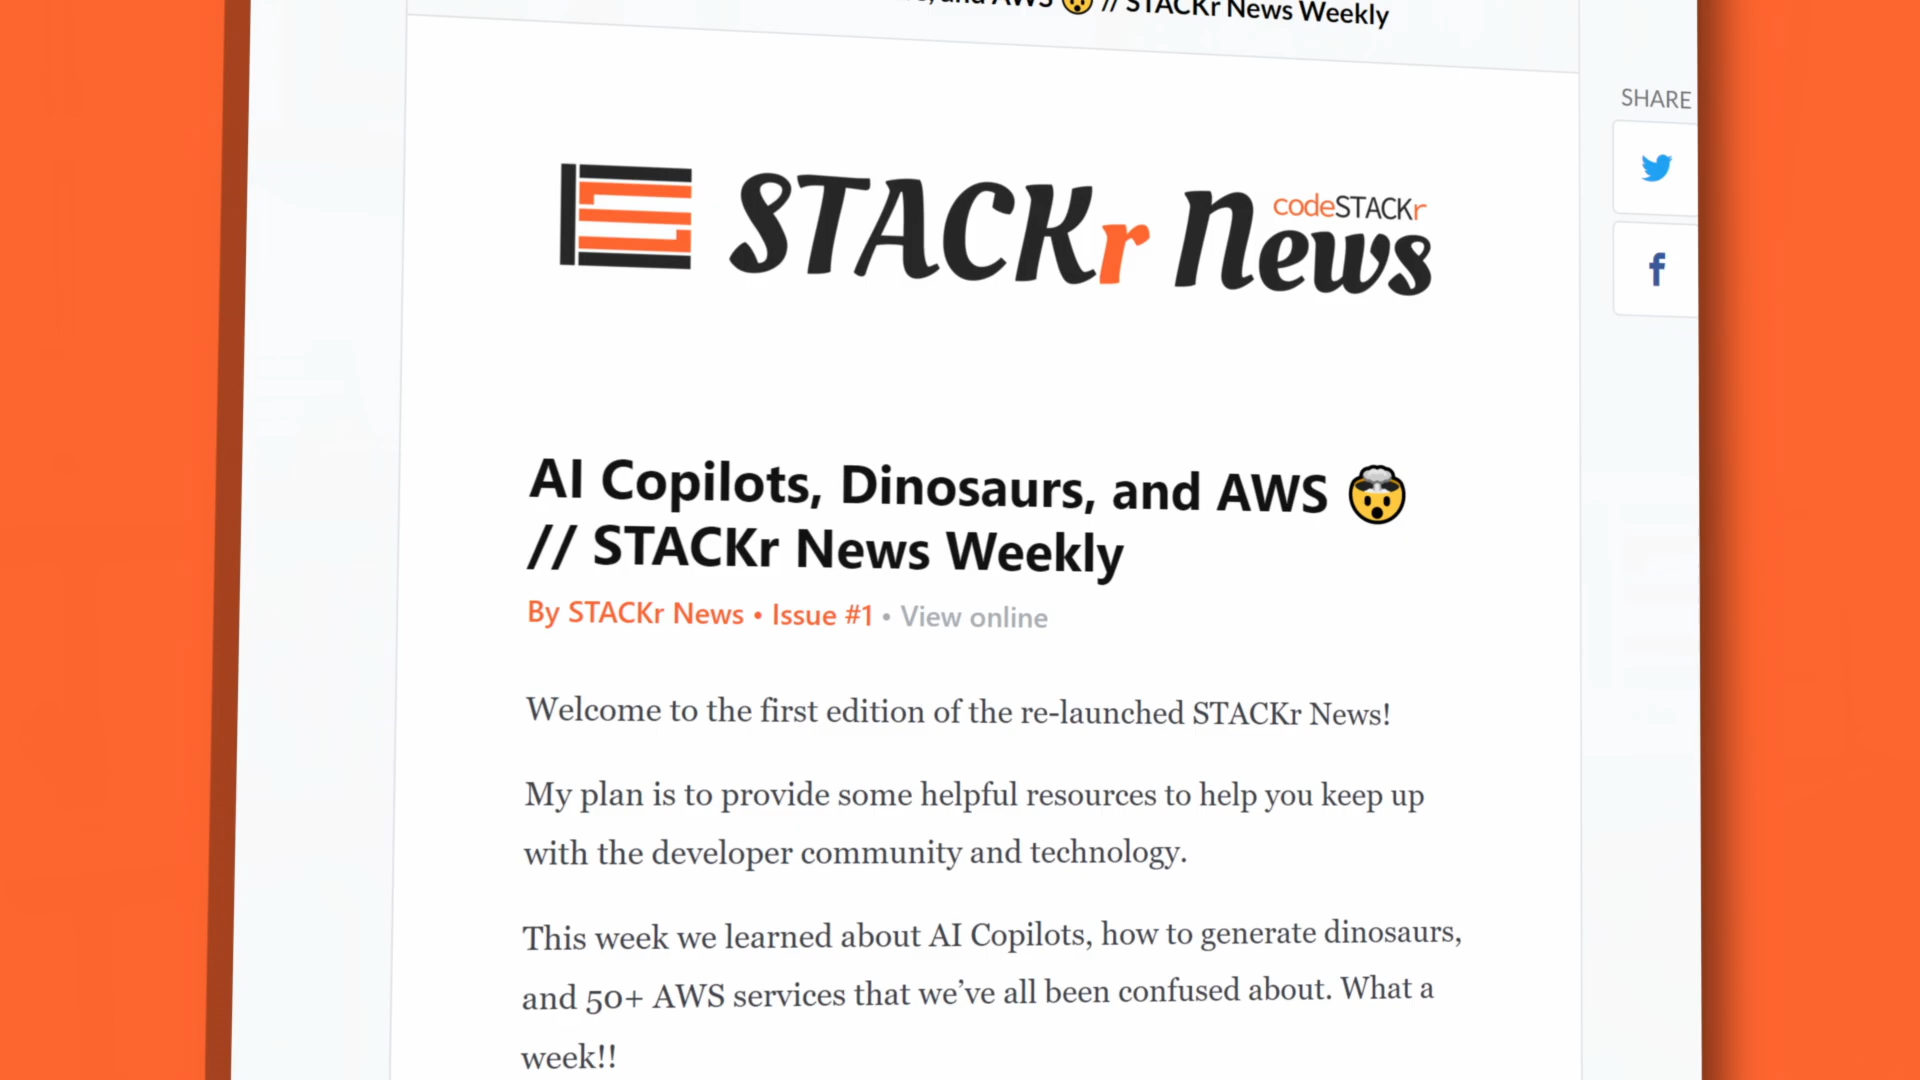 and AWS 🤯 // STACKr News Weekly
SHARE
STACKr News
codeSTACKr
AI Copilots, Dinosaurs, and AWS 🤯
// STACKr News Weekly
By STACKr News • Issue #1 • View online
Welcome to the first edition of the re-launched STACKr News!
My plan is to provide some helpful resources to help you keep up
with the developer community and technology.
This week we learned about AI Copilots, how to generate dinosaurs,
and 50+ AWS services that we’ve all been confused about. What a
week!!